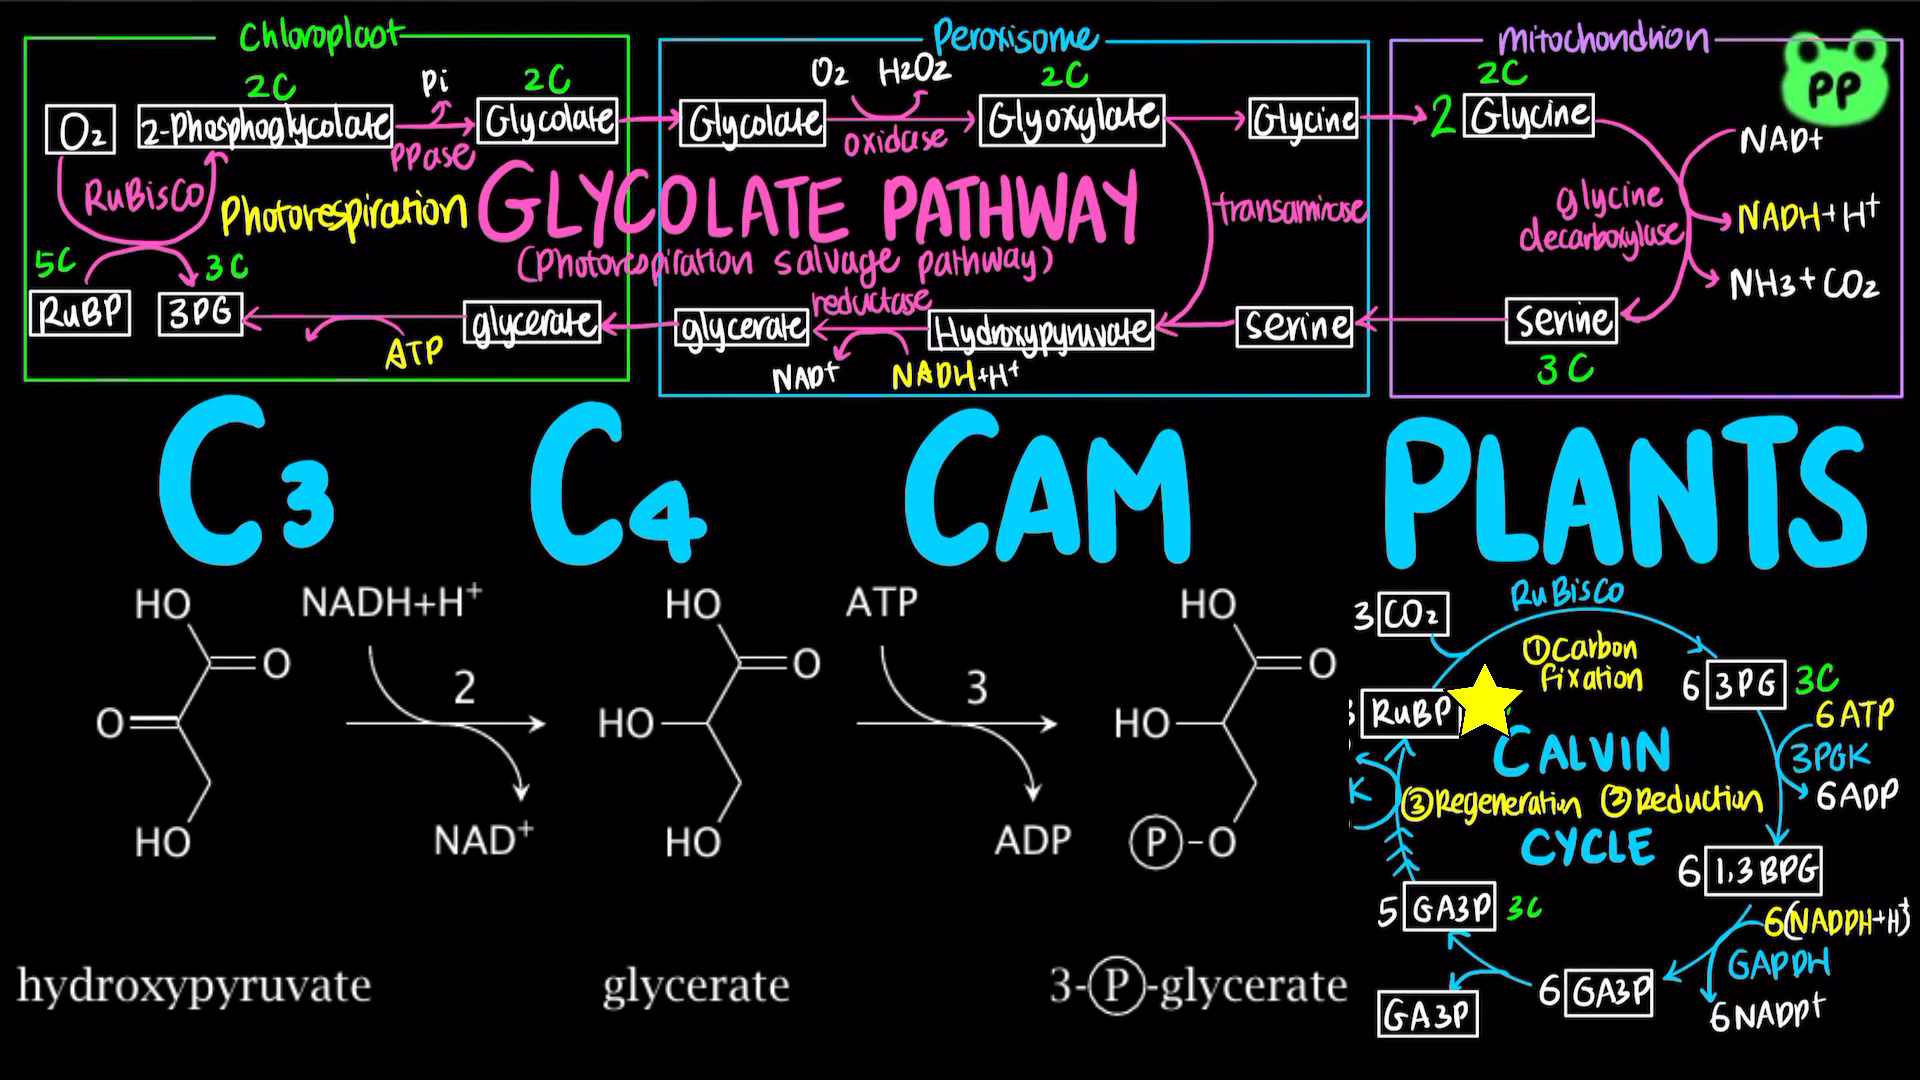 Chloroplast
2C
Pi
2C
O2
2-Phosphoglycolate
Glycolate
PPase
RuBisCo
Photorespiration
5C
3C
RuBP
3PG
glycerate
ATP
GLYCOLATE PATHWAY
(Photorespiration salvage pathway)
Peroxisome
O2 H2O2
2C
Glycolate
oxidase
Glyoxylate
Glycine
transaminase
reductase
glycerate
Hydroxypyruvate
serine
NAD+
NADH+H+
mitochondrion
PP
2C
2 Glycine
NAD+
glycine
decarboxylase
NADH+H+
NH3+CO2
serine
3C
C3 C4 CAM PLANTS
HO
O
O
HO
NADH+H+
2
NAD+
HO
O
HO
HO
ATP
3
ADP
HO
O
HO
P-O
hydroxypyruvate
glycerate
3-P-glycerate
RuBisCo
3 CO2
①Carbon
fixation
6 3PG 3C
RuBP
6ATP
3PGK
6ADP
CALVIN
③Regeneration ②Reduction
CYCLE
K
6 1,3BPG
5 GA3P 3C
6(NADPH+H+)
GAPDH
6 GA3P
6NADP+
GA3P